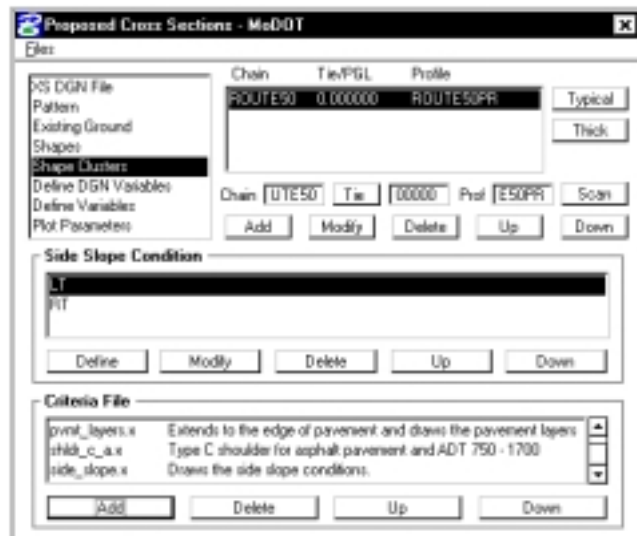 Proposed Cross Sections - MoDOT
Files
XS DGN File
Pattern
Existing Ground
Shapes
Shape Clusters
Define DGN Variables
Define Variables
Plot Parameters
Chain Tie/PGL Profile
ROUTE50 0.000000 ROUTE50PR
Typical
Thick
Chain UTE50 Tie 00000 Prof E50PR Scan
Add Modify Delete Up Down
Side Slope Condition
LT
RT
Define Modify Delete Up Down
Criteria File
pvmt_layers.x Extends to the edge of pavement and draws the pavement layers
shld_c_a.x Type C shoulder for asphalt pavement and ADT 750 - 1700
side_slope.x Draws the side slope conditions.
Add Delete Up Down